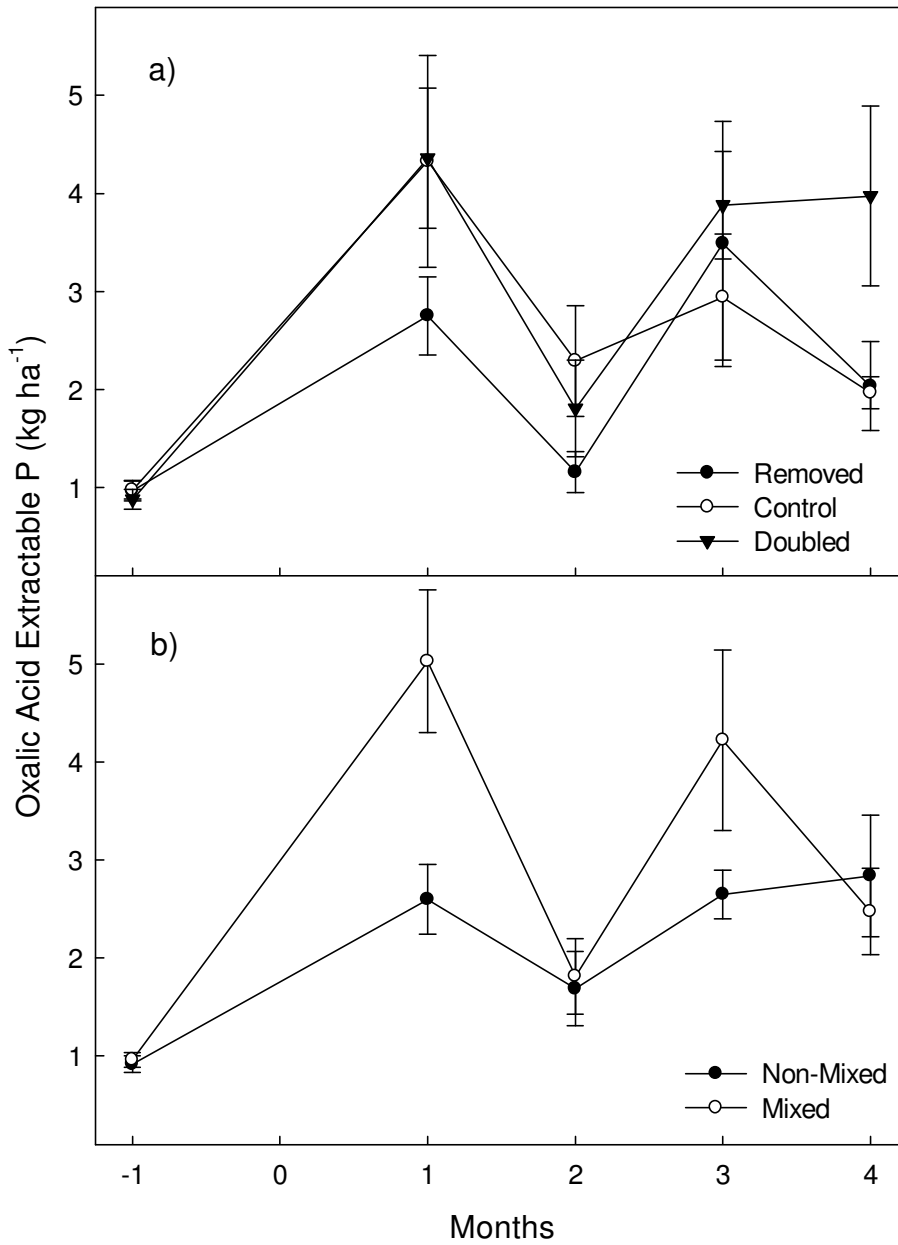 a)
5
4
3
2
1
Removed
Control
Doubled
Oxalic Acid Extractable P (kg ha⁻¹)
b)
5
4
3
2
1
Non-Mixed
Mixed
-1 0 1 2 3 4
Months